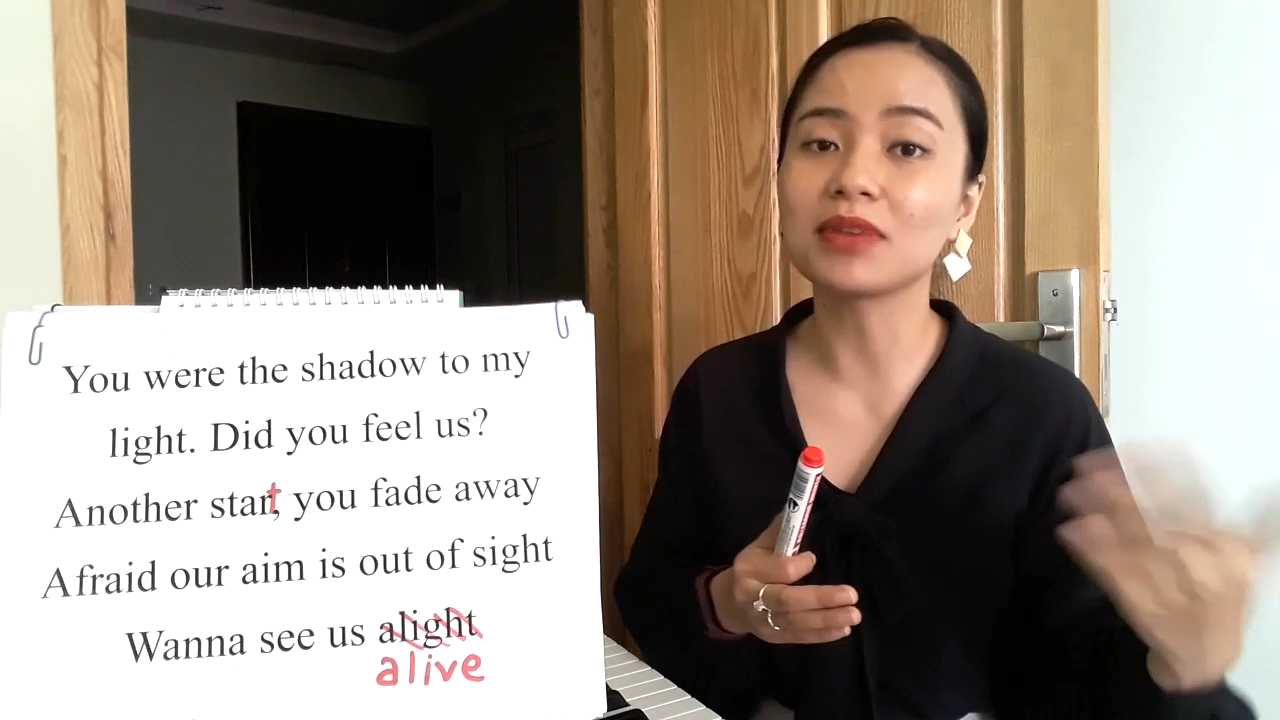 You were the shadow to my
light. Did you feel us?
Another start, you fade away
Afraid our aim is out of sight
Wanna see us alight
alive